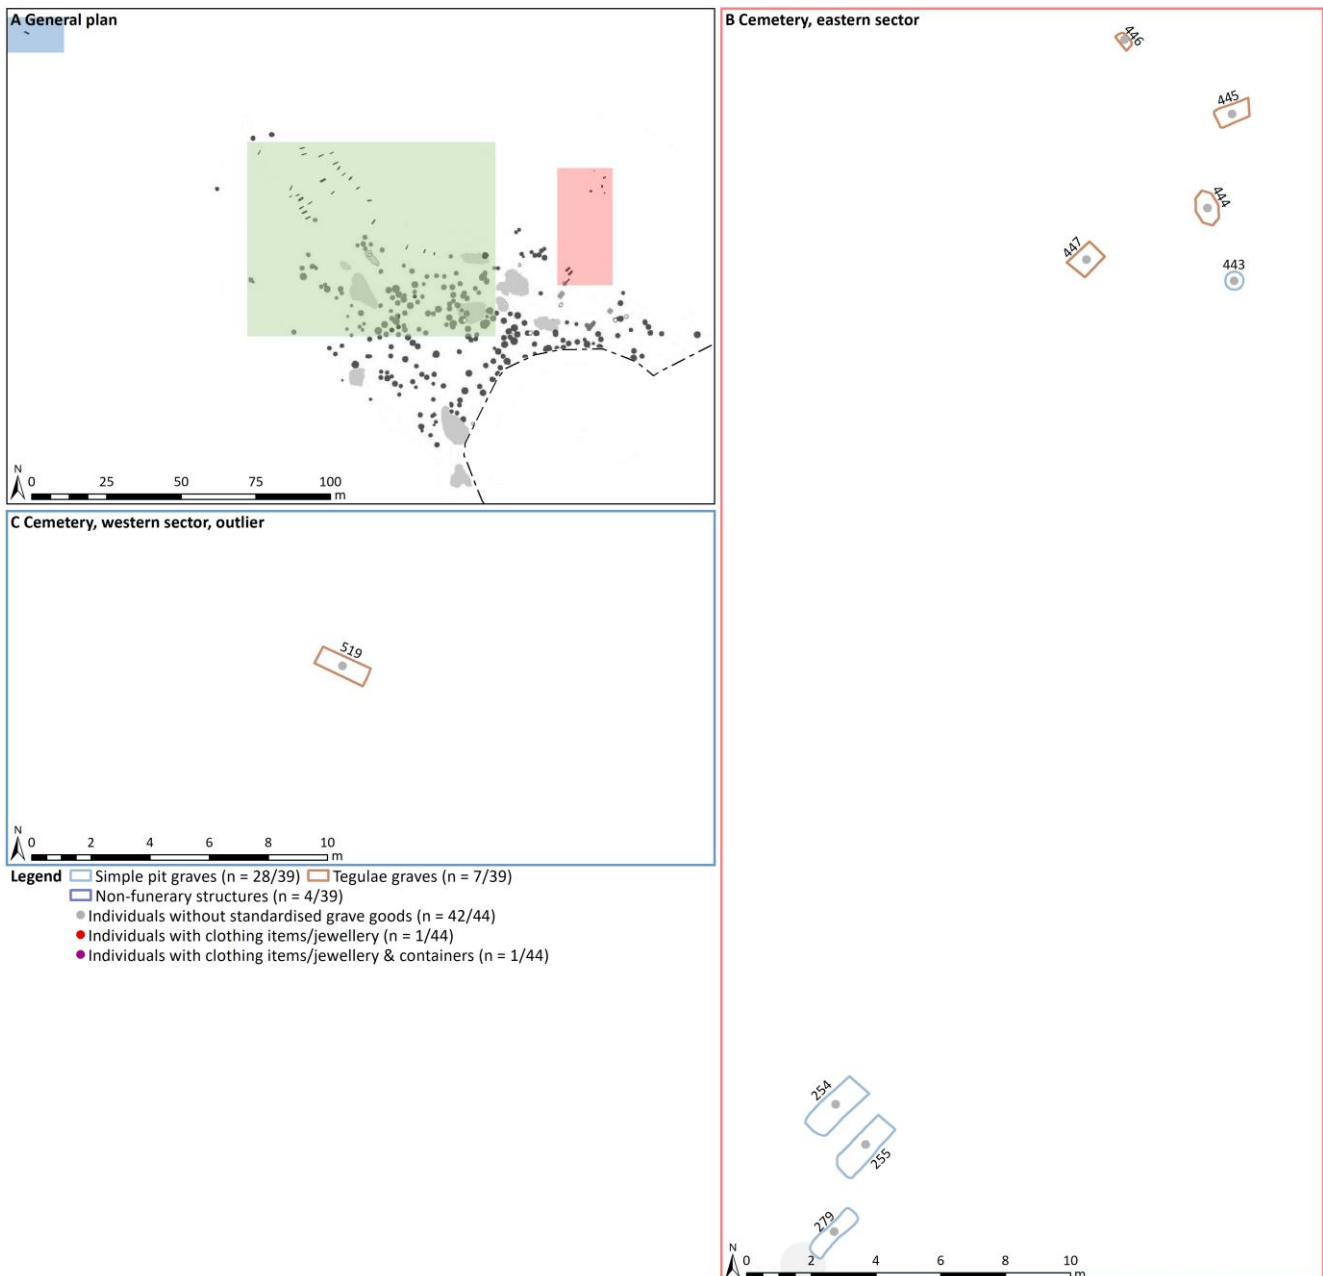 A General plan
N
0 25 50 75 100
m
B Cemetery, eastern sector
446
445
444
447
443
254
255
279
N
0 2 4 6 8 10
m
C Cemetery, western sector, outlier
519
N
0 2 4 6 8 10
m
Legend Simple pit graves (n = 28/39) Tegulae graves (n = 7/39)
Non-funerary structures (n = 4/39)
Individuals without standardised grave goods (n = 42/44)
Individuals with clothing items/jewellery (n = 1/44)
Individuals with clothing items/jewellery & containers (n = 1/44)